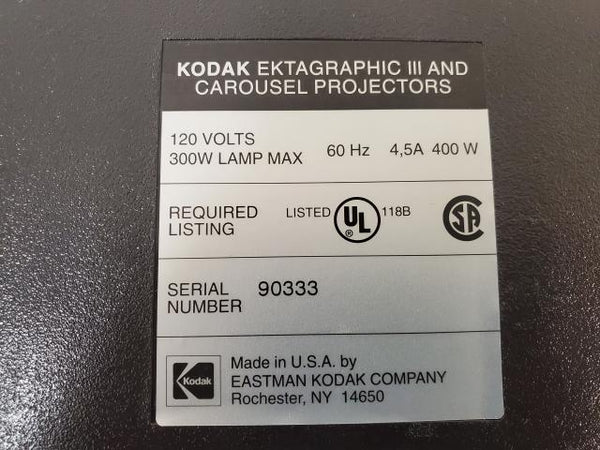 KODAK EKTAGRAPHIC III AND
CAROUSEL PROJECTORS
120 VOLTS
300W LAMP MAX 60 Hz 4,5A 400 W
REQUIRED
LISTING
LISTED UL ® 118B SA
SERIAL
NUMBER 90333
Kodak
Made in U.S.A. by
EASTMAN KODAK COMPANY
Rochester, NY 14650